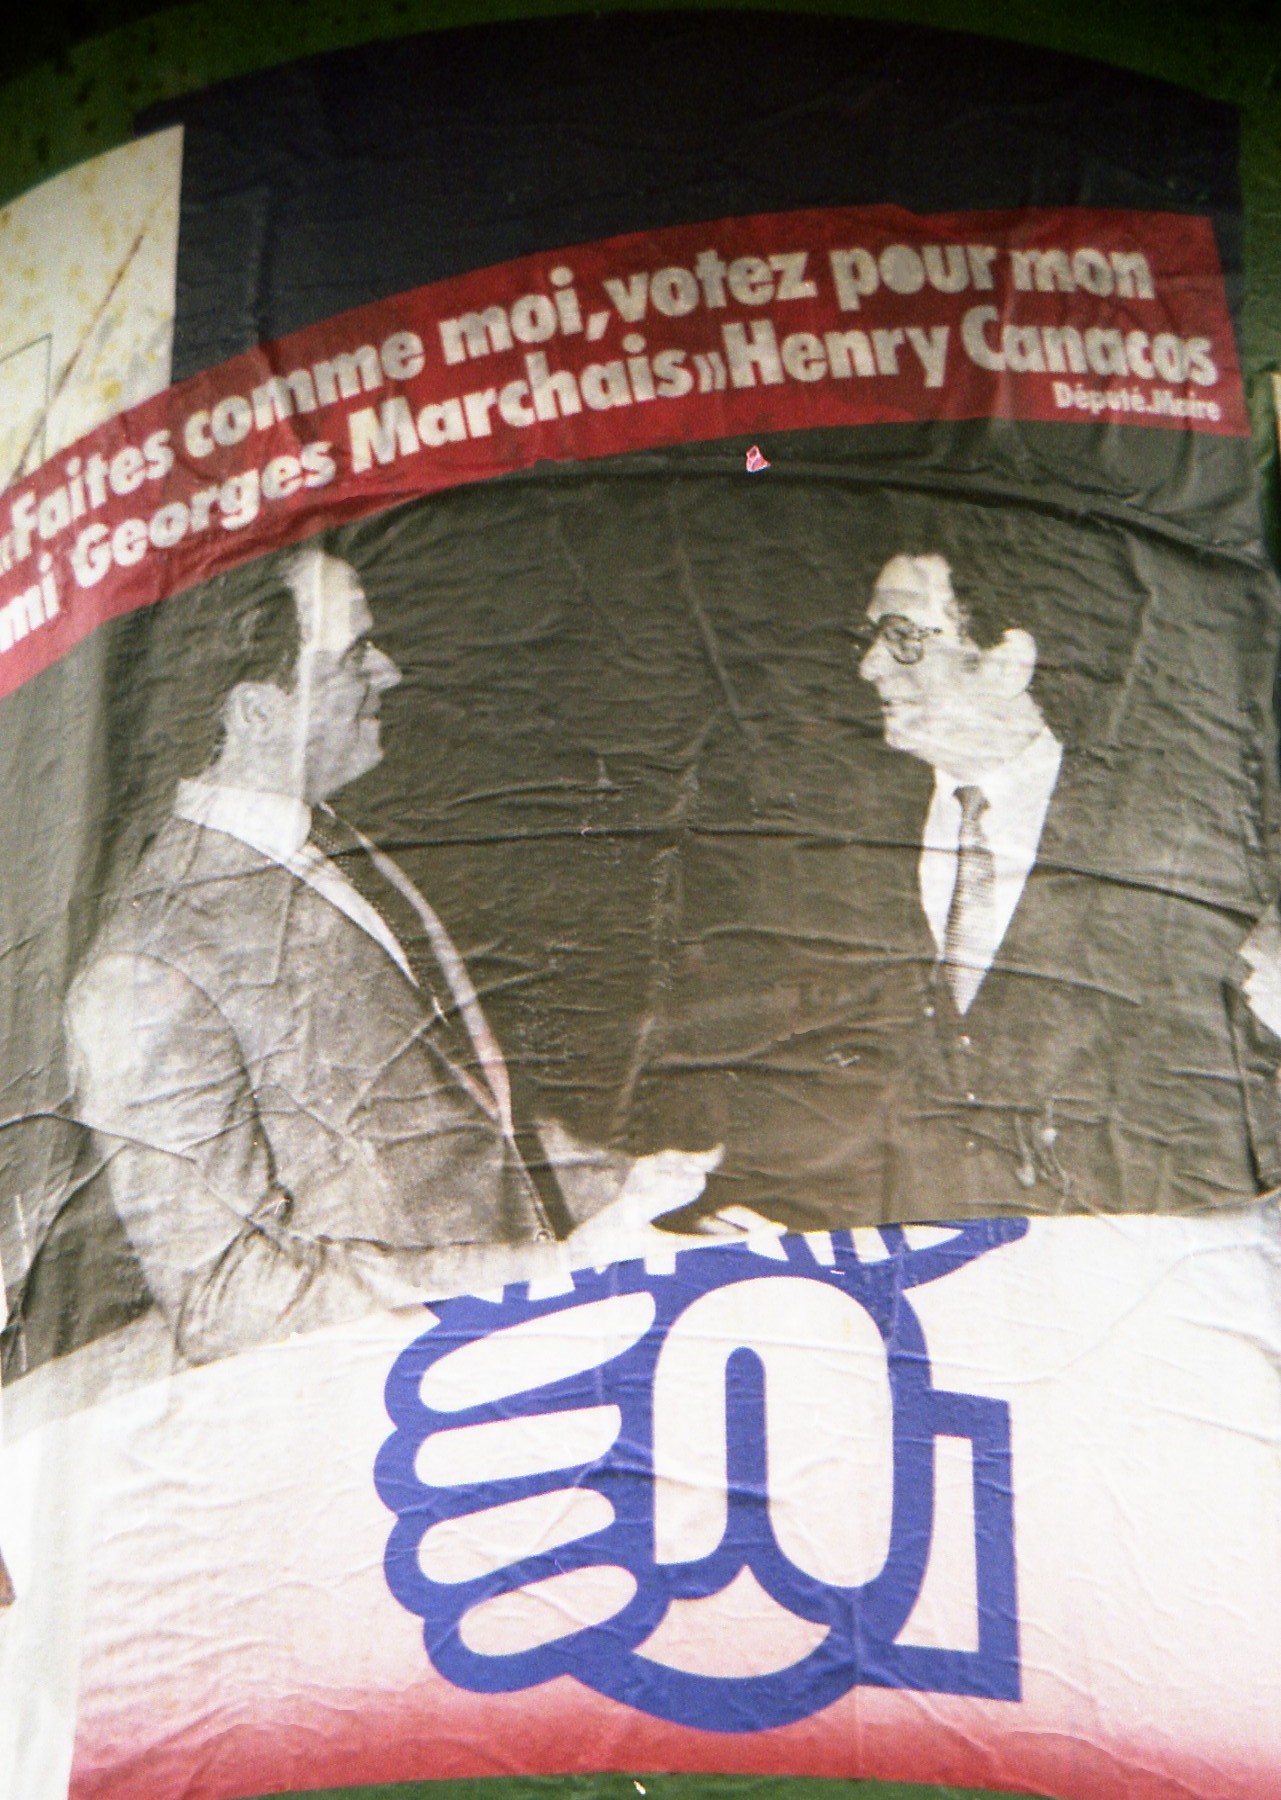 «Faites comme moi, votez pour mon
mi Georges Marchais» Henry Canacos
Député.Maire